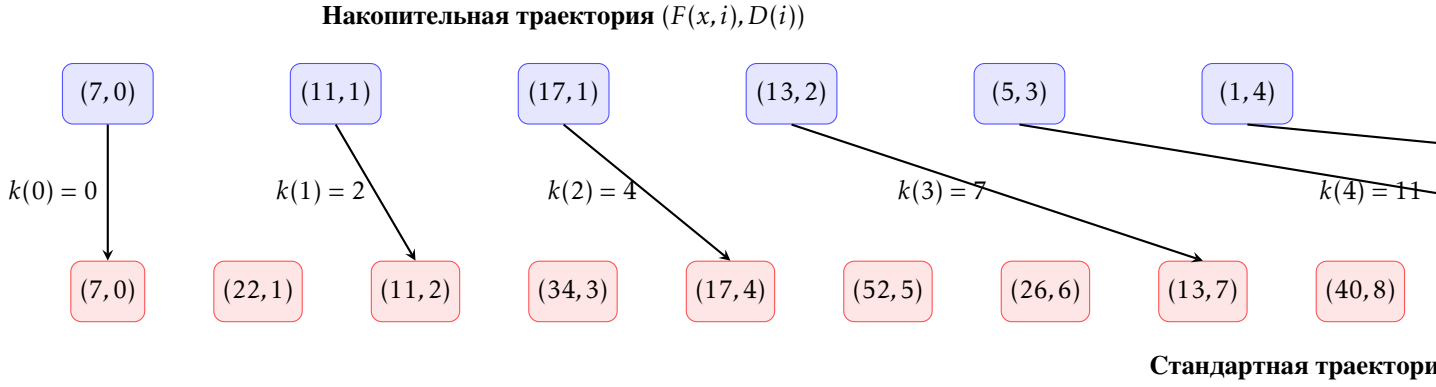 Накопительная траектория (F(x, i), D(i))
(7, 0) (11, 1) (17, 1) (13, 2) (5, 3) (1, 4)
k(0) = 0 k(1) = 2 k(2) = 4 k(3) = 7 k(4) = 11
(7, 0) (22, 1) (11, 2) (34, 3) (17, 4) (52, 5) (26, 6) (13, 7) (40, 8)
Стандартная траектори